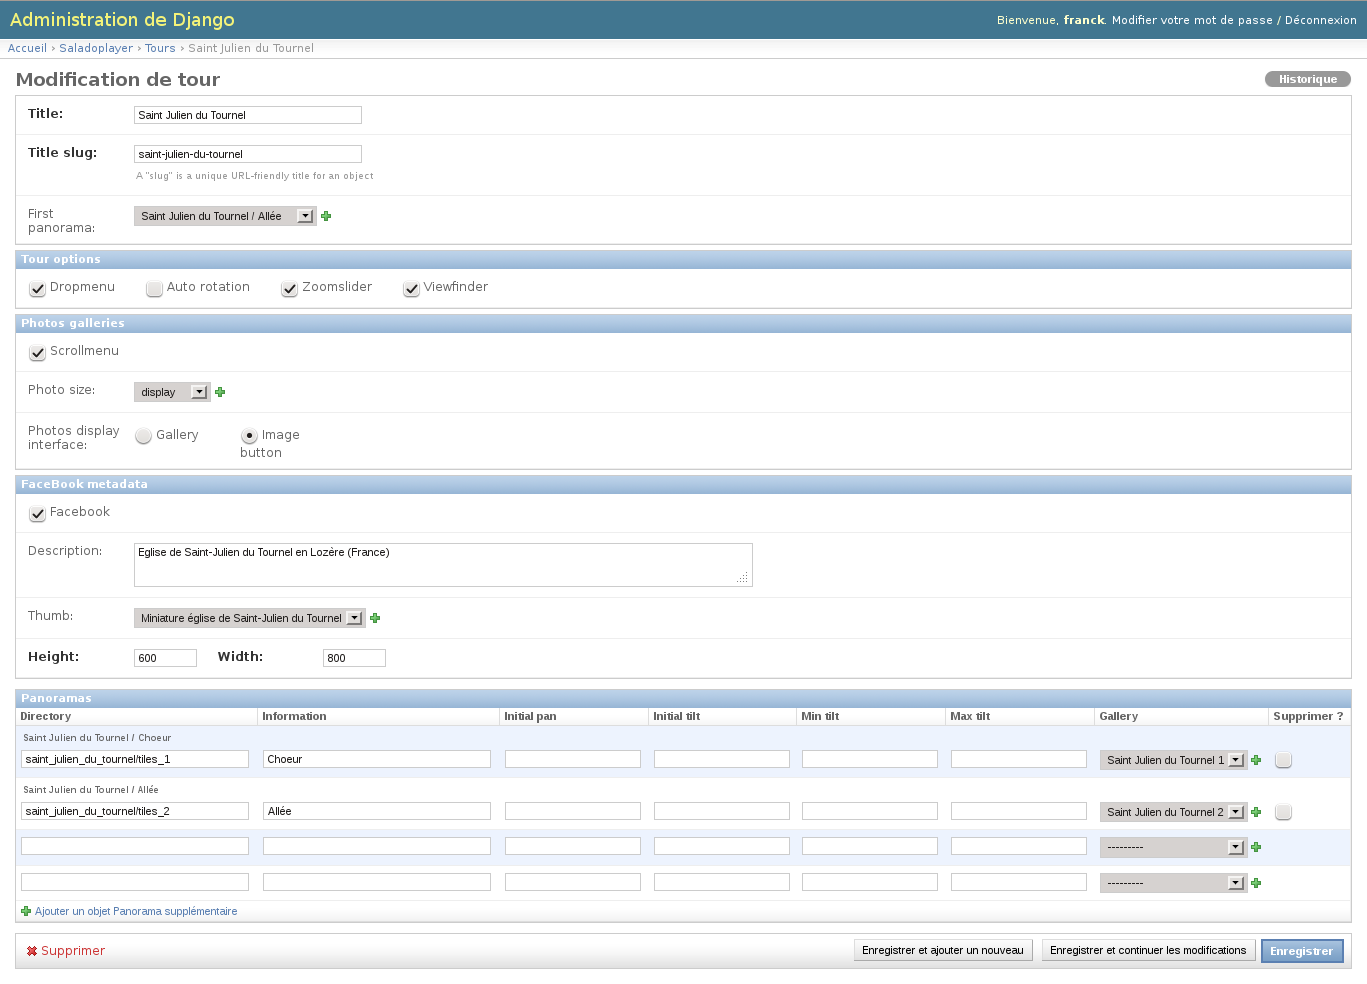 Administration de Django
Bienvenue, franck. Modifier votre mot de passe / Déconnexion
Accueil › Saladoplayer › Tours › Saint Julien du Tournel
Modification de tour
Historique
Title:
Saint Julien du Tournel
Title slug:
saint-julien-du-tournel
A "slug" is a unique URL-friendly title for an object
First
panorama:
Saint Julien du Tournel / Allée
Tour options
Dropmenu Auto rotation Zoomslider Viewfinder
Photos galleries
Scrollmenu
Photo size:
display
Photos display
interface:
Gallery
Image
button
FaceBook metadata
Facebook
Description:
Eglise de Saint-Julien du Tournel en Lozère (France)
Thumb:
Miniature église de Saint-Julien du Tournel
Height: 600 Width: 800
Panoramas
Directory Information Initial pan Initial tilt Min tilt Max tilt Gallery Supprimer ?
Saint Julien du Tournel / Choeur
saint_julien_du_tournel/tiles_1 Choeur Saint Julien du Tournel 1
Saint Julien du Tournel / Allée
saint_julien_du_tournel/tiles_2 Allée Saint Julien du Tournel 2
---------
---------
Ajouter un objet Panorama supplémentaire
Supprimer
Enregistrer et ajouter un nouveau
Enregistrer et continuer les modifications
Enregistrer